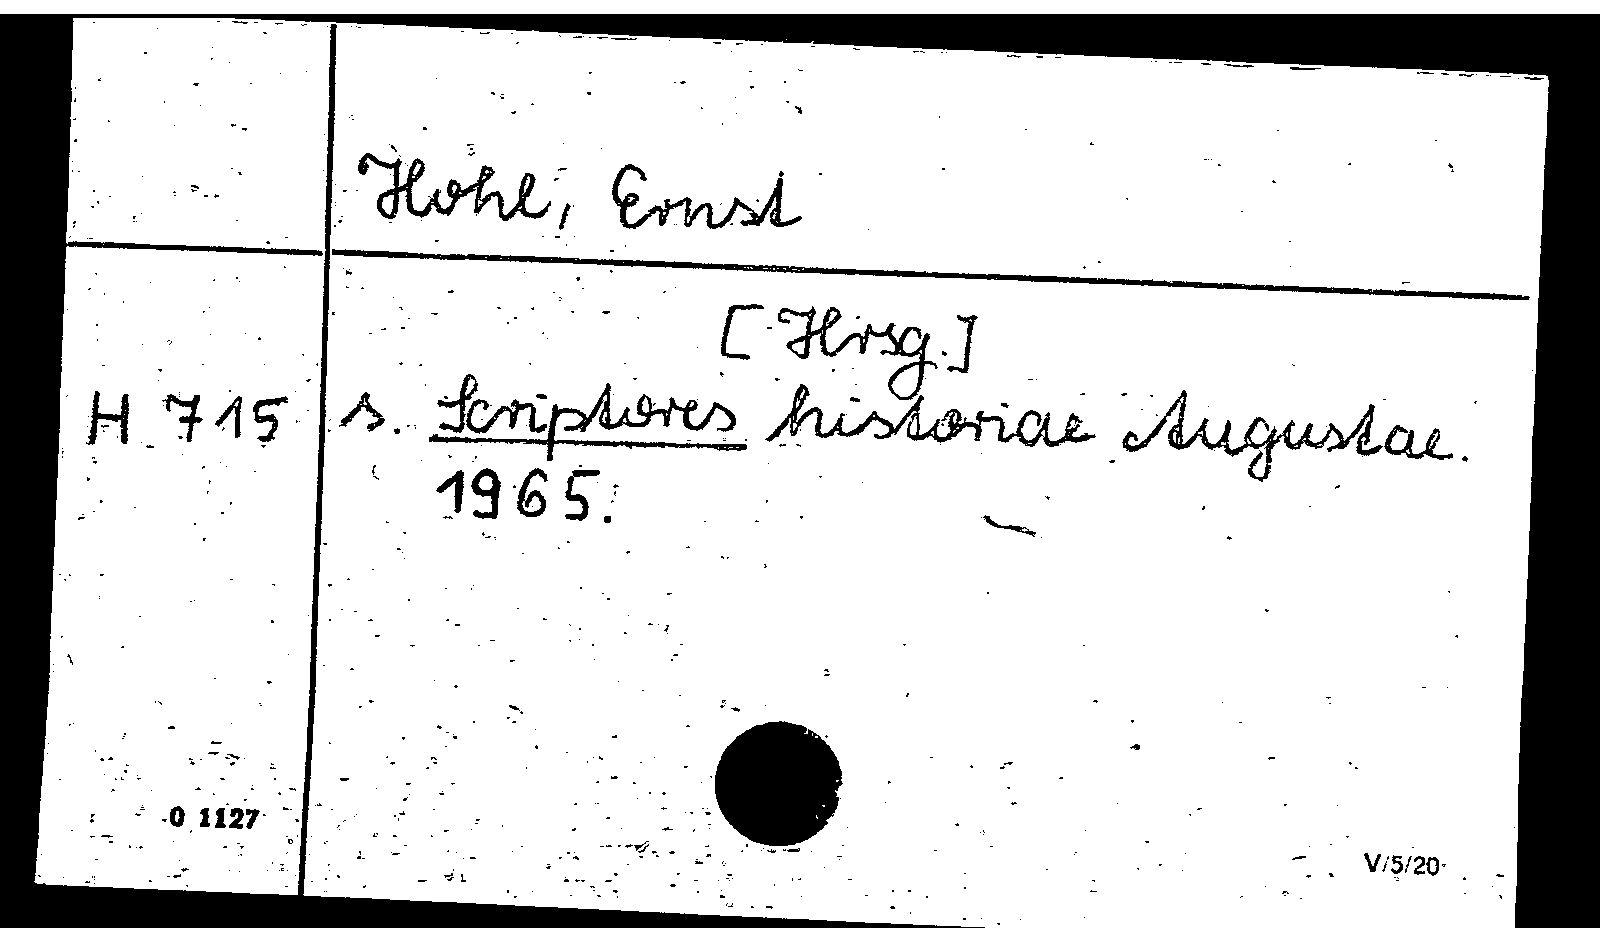 Hohl, Ernst
[Hrsg.]
H 715 s. Scriptores historiae Augustae.
1965.
0 1127
V/5/20